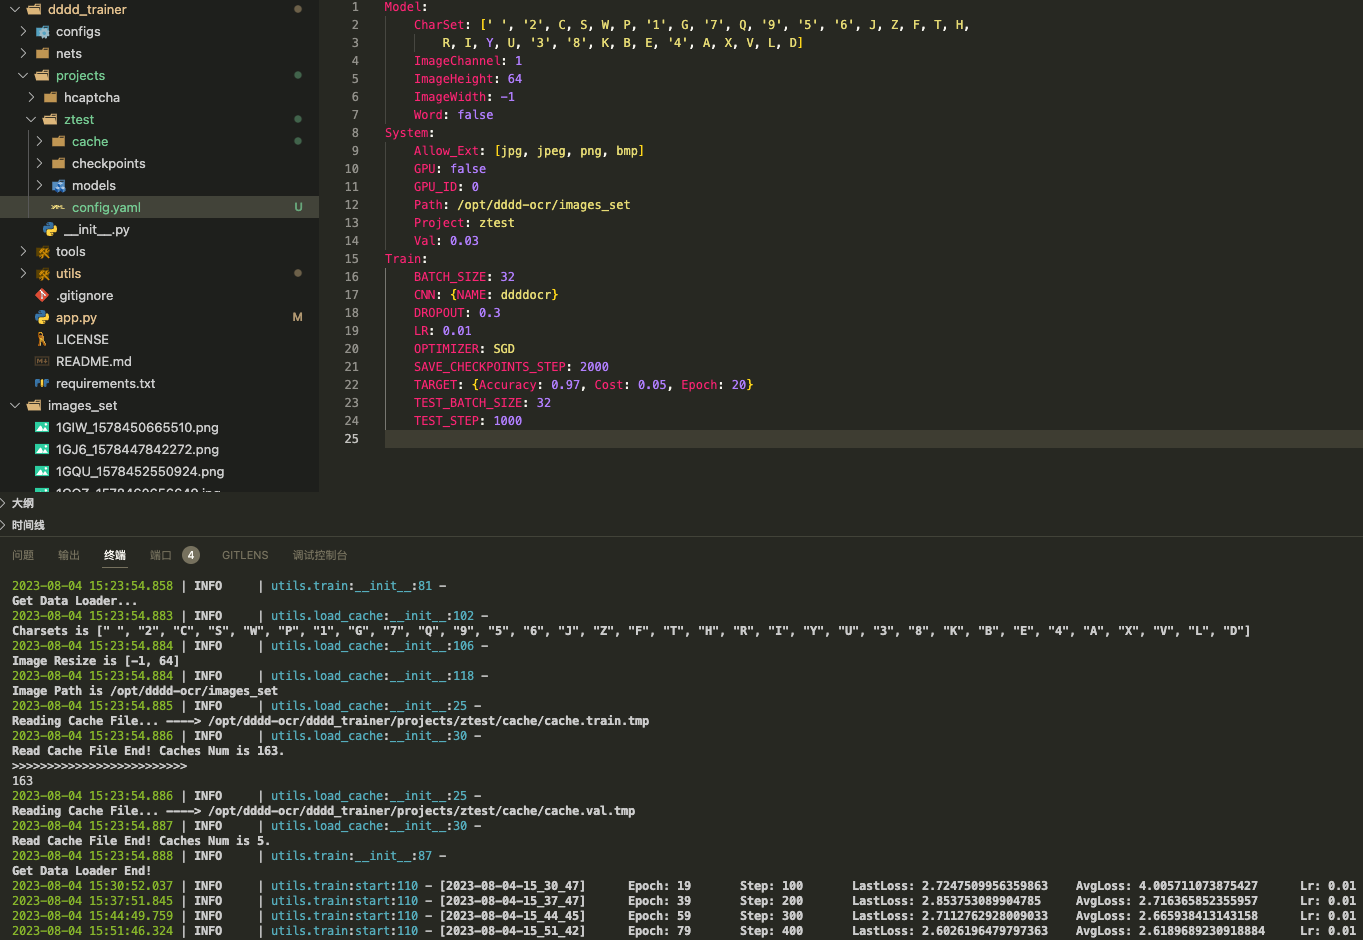 dddd_trainer
configs
nets
projects
hcaptcha
ztest
cache
checkpoints
models
config.yaml U
__init__.py
tools
utils
.gitignore
app.py M
LICENSE
README.md
requirements.txt
images_set
1GIW_1578450665510.png
1GJ6_1578447842272.png
1GQU_1578452550924.png
大纲
时间线
1 Model:
2 CharSet: [' ', '2', C, S, W, P, '1', G, '7', Q, '9', '5', '6', J, Z, F, T, H,
3 R, I, Y, U, '3', '8', K, B, E, '4', A, X, V, L, D]
4 ImageChannel: 1
5 ImageHeight: 64
6 ImageWidth: -1
7 Word: false
8 System:
9 Allow_Ext: [jpg, jpeg, png, bmp]
10 GPU: false
11 GPU_ID: 0
12 Path: /opt/dddd-ocr/images_set
13 Project: ztest
14 Val: 0.03
15 Train:
16 BATCH_SIZE: 32
17 CNN: {NAME: ddddocr}
18 DROPOUT: 0.3
19 LR: 0.01
20 OPTIMIZER: SGD
21 SAVE_CHECKPOINTS_STEP: 2000
22 TARGET: {Accuracy: 0.97, Cost: 0.05, Epoch: 20}
23 TEST_BATCH_SIZE: 32
24 TEST_STEP: 1000
25
问题 输出 终端 端口 4 GITLENS 调试控制台
2023-08-04 15:23:54.858 | INFO | utils.train:__init__:81 -
Get Data Loader...
2023-08-04 15:23:54.883 | INFO | utils.load_cache:__init__:102 -
Charsets is [" ", "2", "C", "S", "W", "P", "1", "G", "7", "Q", "9", "5", "6", "J", "Z", "F", "T", "H", "R", "I", "Y", "U", "3", "8", "K", "B", "E", "4", "A", "X", "V", "L", "D"]
2023-08-04 15:23:54.884 | INFO | utils.load_cache:__init__:106 -
Image Resize is [-1, 64]
2023-08-04 15:23:54.884 | INFO | utils.load_cache:__init__:118 -
Image Path is /opt/dddd-ocr/images_set
2023-08-04 15:23:54.885 | INFO | utils.load_cache:__init__:25 -
Reading Cache File... ----> /opt/dddd-ocr/dddd_trainer/projects/ztest/cache/cache.train.tmp
2023-08-04 15:23:54.886 | INFO | utils.load_cache:__init__:30 -
Read Cache File End! Caches Num is 163.
>>>>>>>>>>>>>>>>>>>>>>>>>
163
2023-08-04 15:23:54.886 | INFO | utils.load_cache:__init__:25 -
Reading Cache File... ----> /opt/dddd-ocr/dddd_trainer/projects/ztest/cache/cache.val.tmp
2023-08-04 15:23:54.887 | INFO | utils.load_cache:__init__:30 -
Read Cache File End! Caches Num is 5.
2023-08-04 15:23:54.888 | INFO | utils.train:__init__:87 -
Get Data Loader End!
2023-08-04 15:30:52.037 | INFO | utils.train:start:110 - [2023-08-04-15_30_47] Epoch: 19 Step: 100 LastLoss: 2.7247509956359863 AvgLoss: 4.005711073875427 Lr: 0.01
2023-08-04 15:37:51.845 | INFO | utils.train:start:110 - [2023-08-04-15_37_47] Epoch: 39 Step: 200 LastLoss: 2.853753089904785 AvgLoss: 2.716365852355957 Lr: 0.01
2023-08-04 15:44:49.759 | INFO | utils.train:start:110 - [2023-08-04-15_44_45] Epoch: 59 Step: 300 LastLoss: 2.7112762928009033 AvgLoss: 2.665938413143158 Lr: 0.01
2023-08-04 15:51:46.324 | INFO | utils.train:start:110 - [2023-08-04-15_51_42] Epoch: 79 Step: 400 LastLoss: 2.6026196479797363 AvgLoss: 2.6189689230918884 Lr: 0.01